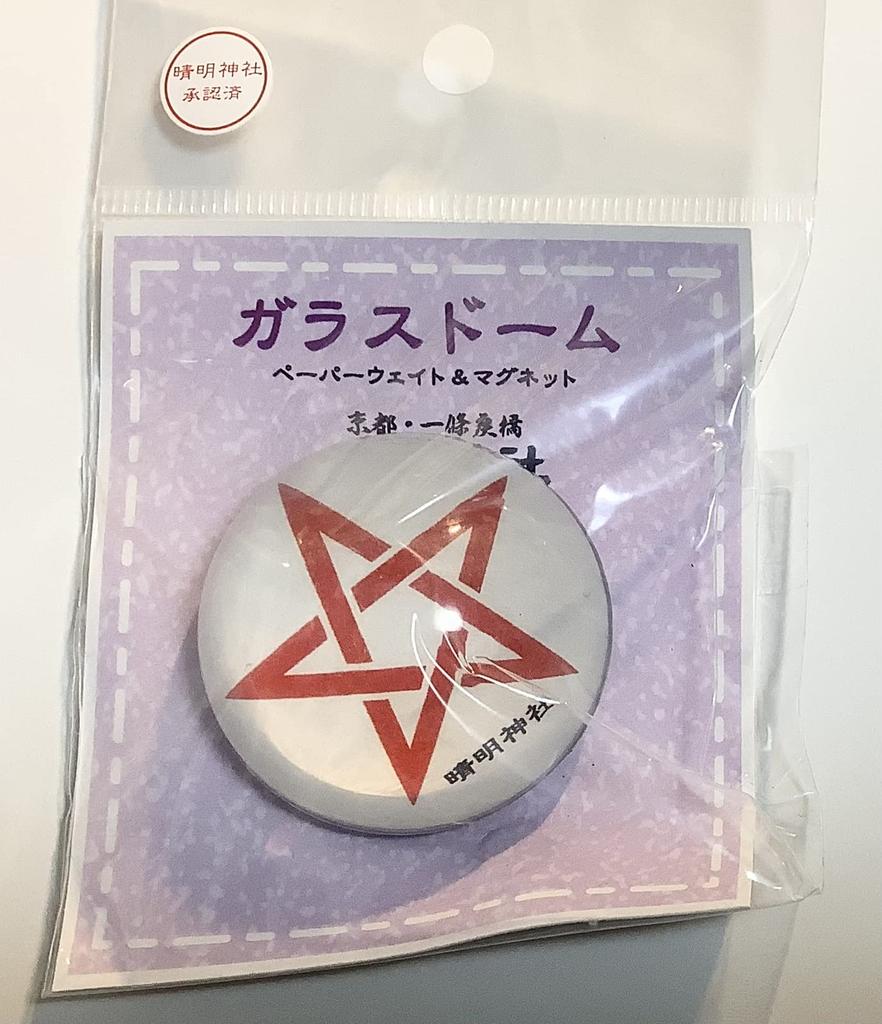 晴明神社
承認済
ガラスドーム
ペーパーウェイト&マグネット
京都・一條戻橋
社
晴明神社